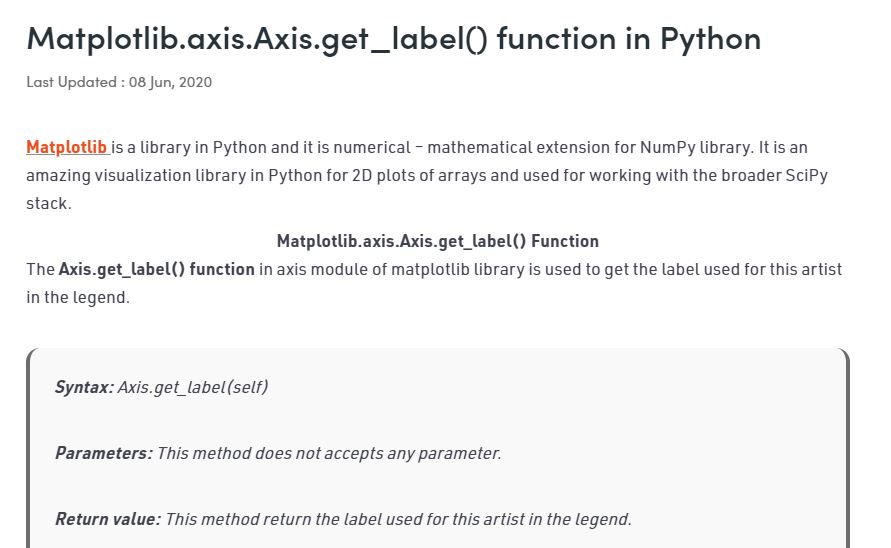 Matplotlib.axis.Axis.get_label() function in Python
Last Updated : 08 Jun, 2020
Matplotlib is a library in Python and it is numerical – mathematical extension for NumPy library. It is an
amazing visualization library in Python for 2D plots of arrays and used for working with the broader SciPy
stack.
Matplotlib.axis.Axis.get_label() Function
The Axis.get_label() function in axis module of matplotlib library is used to get the label used for this artist
in the legend.
Syntax: Axis.get_label(self)
Parameters: This method does not accepts any parameter.
Return value: This method return the label used for this artist in the legend.